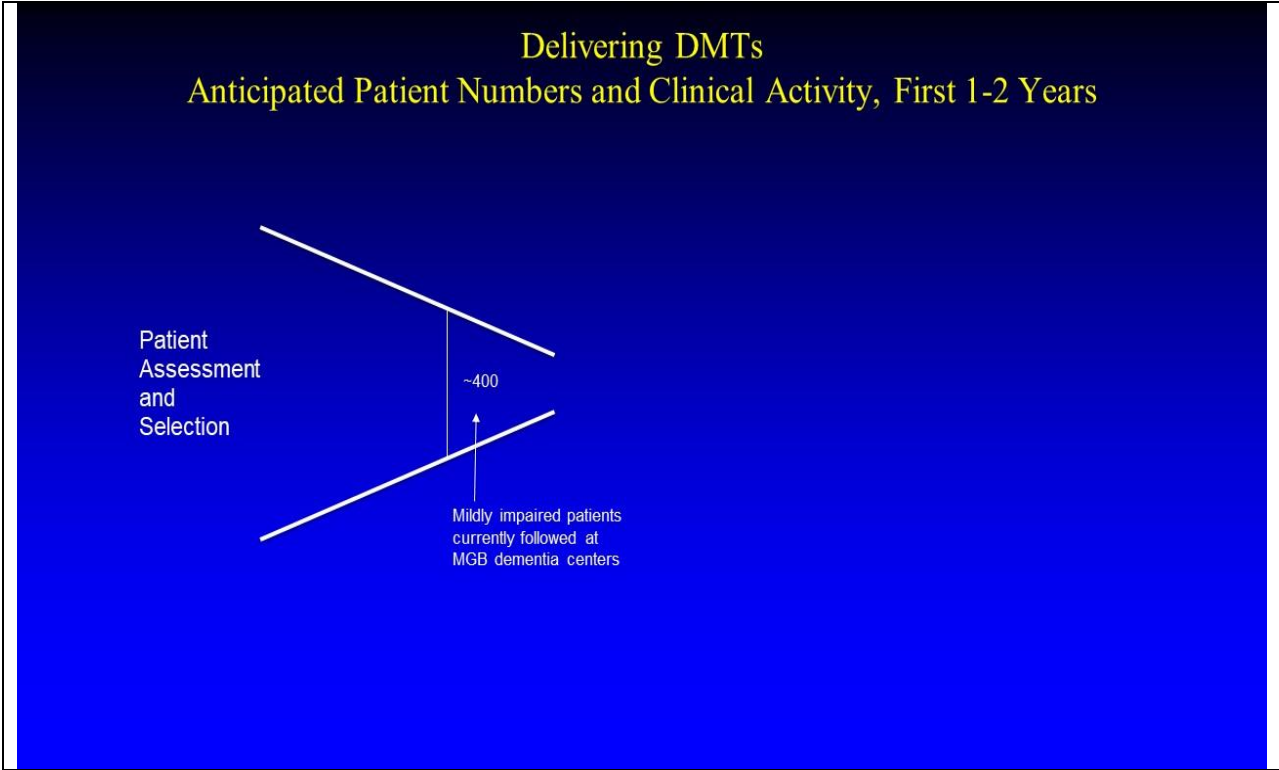 Delivering DMTs
Anticipated Patient Numbers and Clinical Activity, First 1-2 Years
Patient
Assessment
and
Selection
~400
Mildly impaired patients
currently followed at
MGB dementia centers